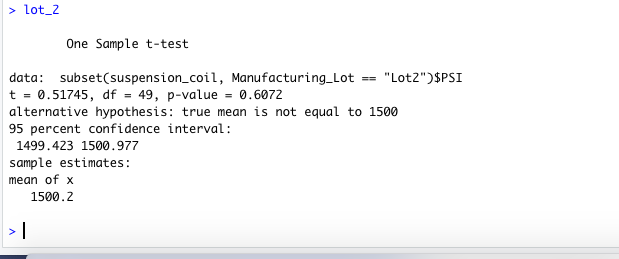 > lot_2
One Sample t-test
data:  subset(suspension_coil, Manufacturing_Lot == "Lot2")$PSI
t = 0.51745, df = 49, p-value = 0.6072
alternative hypothesis: true mean is not equal to 1500
95 percent confidence interval:
1499.423 1500.977
sample estimates:
mean of x
1500.2
>